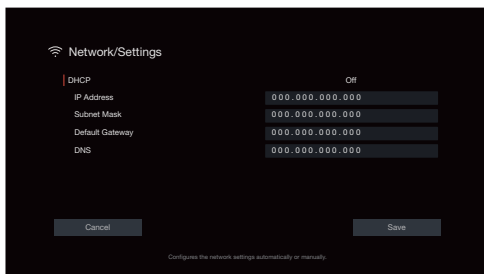 Network/Settings
DHCP Off
IP Address 000.000.000.000
Subnet Mask 000.000.000.000
Default Gateway 000.000.000.000
DNS 000.000.000.000
Cancel Save
Configures the network settings automatically or manually.